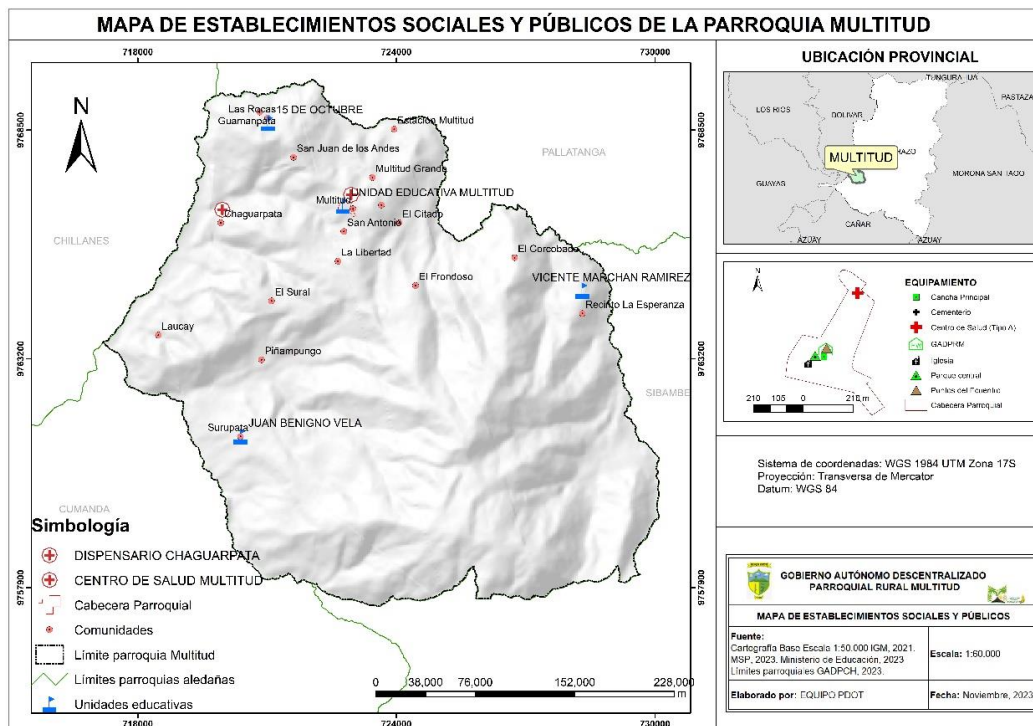 MAPA DE ESTABLECIMIENTOS SOCIALES Y PÚBLICOS DE LA PARROQUIA MULTITUD
718000
724000
730000
N
Las Rocas
15 DE OCTUBRE
Guamanpata
Estación Multitud
San Juan de los Andes
Multitud Grande
UNIDAD EDUCATIVA MULTITUD
Multitud
Chaguarpata
San Antonio
El Citado
La Libertad
El Corcobado
El Frondoso
VICENTE MARCHAN RAMIREZ
El Sural
Recinto La Esperanza
Laucay
Piñampungo
Surupata
JUAN BENIGNO VELA
PALLATANGA
CHILLANES
SIBAMBE
CUMANDA
9768500
9763200
9757900
9768500
9763200
9757900
Simbología
DISPENSARIO CHAGUARPATA
CENTRO DE SALUD MULTITUD
Cabecera Parroquial
Comunidades
Límite parroquia Multitud
Límites parroquias aledañas
Unidades educativas
0 38,000 76,000 152,000 228,000
m
718000
724000
730000
UBICACIÓN PROVINCIAL
TUNGURAHUA
PASTAZA
LOS RIOS
BOLIVAR
RAZO
MULTITUD
MORONA SANTIAGO
GUAYAS
CAÑAR
AZUAY
AZUAY
N
EQUIPAMIENTO
Cancha Principal
Cementerio
Centro de Salud (Tipo A)
GADPRM
Iglesia
Parque central
Cabecera Parroquial
210 105 0 210 m
Sistema de coordenadas: WGS 1984 UTM Zona 17S
Proyección: Transversa de Mercator
Datum: WGS 84
GOBIERNO AUTÓNOMO DESCENTRALIZADO
PARROQUIAL RURAL MULTITUD
MAPA DE ESTABLECIMIENTOS SOCIALES Y PÚBLICOS
Fuente:
Cartografía Base Escala 1:50.000 IGM, 2021.
MSP, 2023. Ministerio de Educación, 2023
Límites parroquiales GADPCH, 2023.
Escala: 1:60.000
Elaborado por: EQUIPO PDOT
Fecha: Noviembre, 2023